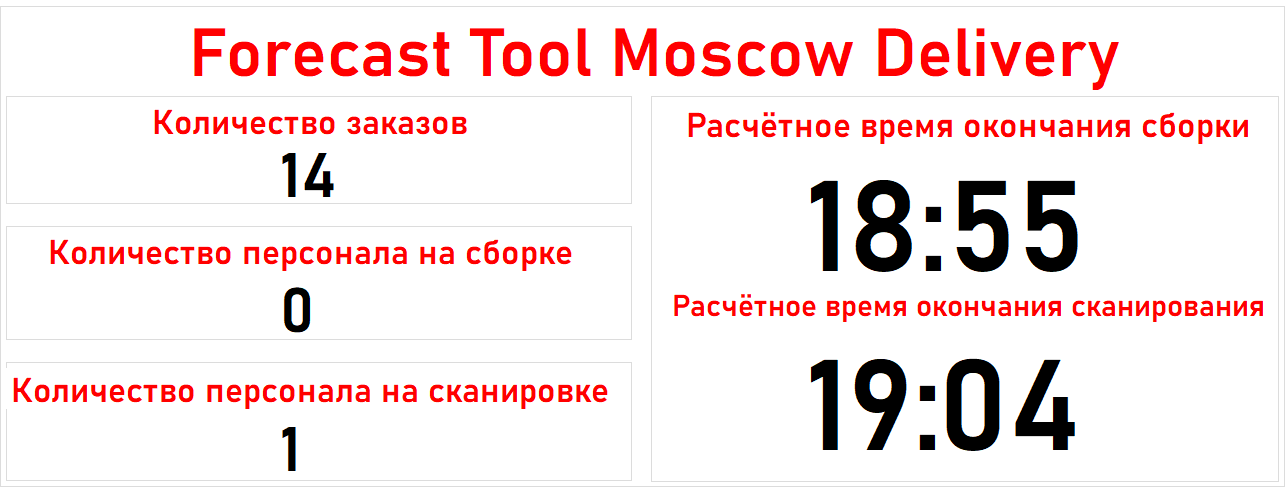 Forecast Tool Moscow Delivery
Количество заказов
14
Количество персонала на сборке
0
Количество персонала на сканировке
1
Расчётное время окончания сборки
18:55
Расчётное время окончания сканирования
19:04